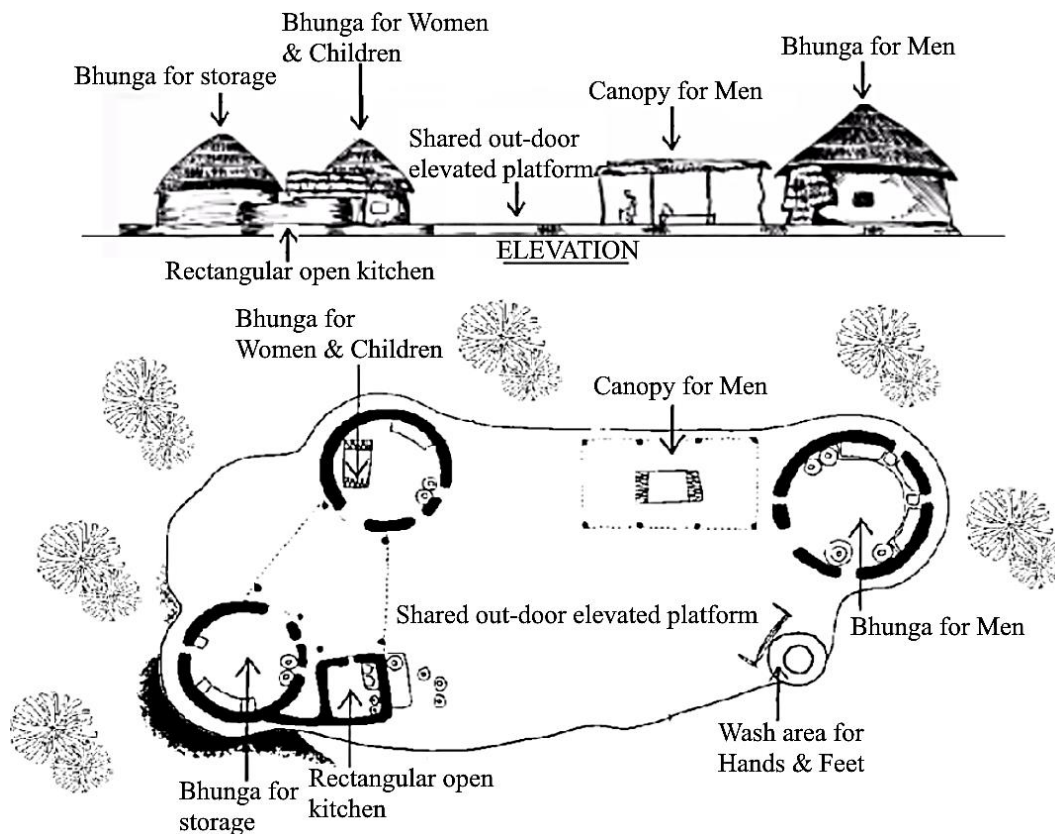 Bhunga for Women
& Children
Bhunga for Men
Bhunga for storage
Canopy for Men
Shared out-door
elevated platform
ELEVATION
Rectangular open kitchen
Bhunga for
Women & Children
Canopy for Men
Shared out-door elevated platform
Bhunga for Men
Wash area for
Hands & Feet
Rectangular open
kitchen
Bhunga for
storage